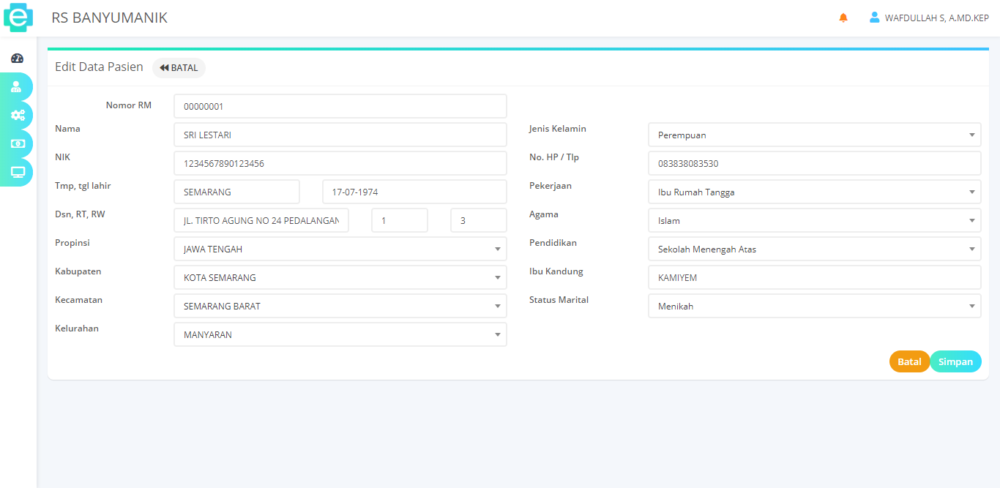 RS BANYUMANIK
WAFDULLAH S, A.MD.KEP
Edit Data Pasien
BATAL
Nomor RM
00000001
Nama
SRI LESTARI
Jenis Kelamin
Perempuan
NIK
1234567890123456
No. HP / Tlp
083838083530
Tmp, tgl lahir
SEMARANG
17-07-1974
Pekerjaan
Ibu Rumah Tangga
Dsn, RT, RW
JL. TIRTO AGUNG NO 24 PEDALANGAN
1
3
Agama
Islam
Propinsi
JAWA TENGAH
Pendidikan
Sekolah Menengah Atas
Kabupaten
KOTA SEMARANG
Ibu Kandung
KAMIYEM
Kecamatan
SEMARANG BARAT
Status Marital
Menikah
Kelurahan
MANYARAN
Batal
Simpan